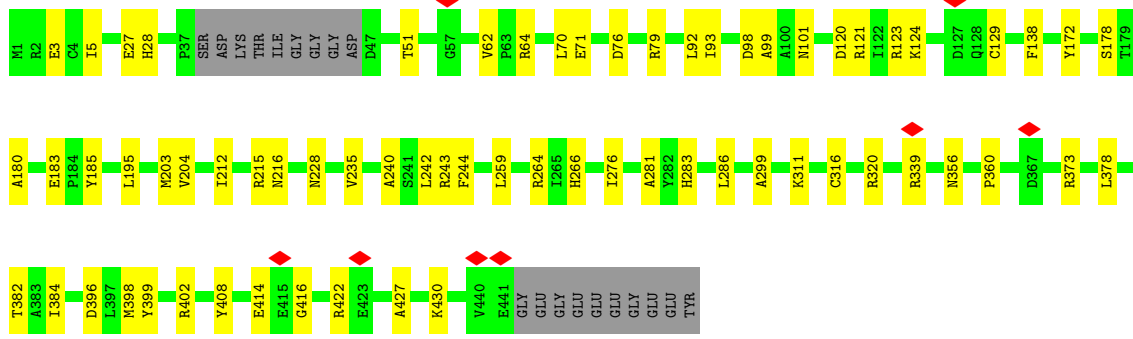 M1 R2 E3 C4 I5 E27 H28 P37 SER ASP LYS THR ILE GLY GLY GLY ASP D47 T51 G57 V62 P63 R64 L70 E71 D76 R79 L92 I93 D98 A99 A100 N101 D120 R121 I122 R123 K124 D127 Q128 C129 F138 Y172 S178 T179
A180 E183 P184 Y185 L195 M203 V204 I212 R215 N216 N228 V235 A240 S241 L242 R243 F244 L259 R264 I265 H266 I276 A281 Y282 H283 L286 A299 K311 C316 R320 R339 N356 P360 D367 R373 L378
T382 A383 I384 D396 L397 M398 Y399 R402 Y408 E414 E415 G416 R422 E423 A427 K430 V440 E441 GLY GLU GLY GLU GLU GLU GLY GLU GLU TYR